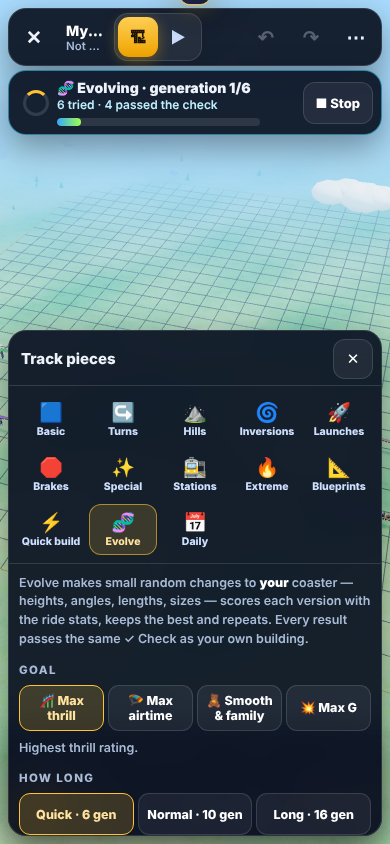 My...
Not ...
Evolving · generation 1/6
6 tried · 4 passed the check
Stop
Track pieces
Basic
Turns
Hills
Inversions
Launches
Brakes
Special
Stations
Extreme
Blueprints
Quick build
Evolve
Daily
Evolve makes small random changes to your coaster —
heights, angles, lengths, sizes — scores each version with
the ride stats, keeps the best and repeats. Every result
passes the same ✓ Check as your own building.
GOAL
Max
thrill
Max
airtime
Smooth
& family
Max G
Highest thrill rating.
HOW LONG
Quick · 6 gen
Normal · 10 gen
Long · 16 gen